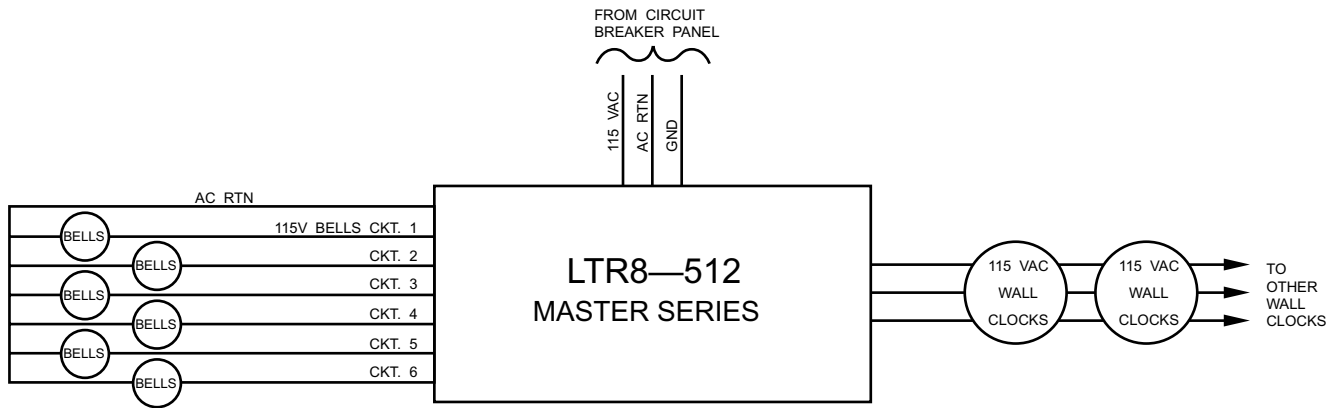 FROM CIRCUIT
BREAKER PANEL
115 VAC
AC RTN
GND
AC RTN
115V BELLS CKT. 1
BELLS
CKT. 2
BELLS
CKT. 3
BELLS
CKT. 4
BELLS
CKT. 5
BELLS
CKT. 6
BELLS
LTR8—512
MASTER SERIES
115 VAC
WALL
CLOCKS
115 VAC
WALL
CLOCKS
TO
OTHER
WALL
CLOCKS